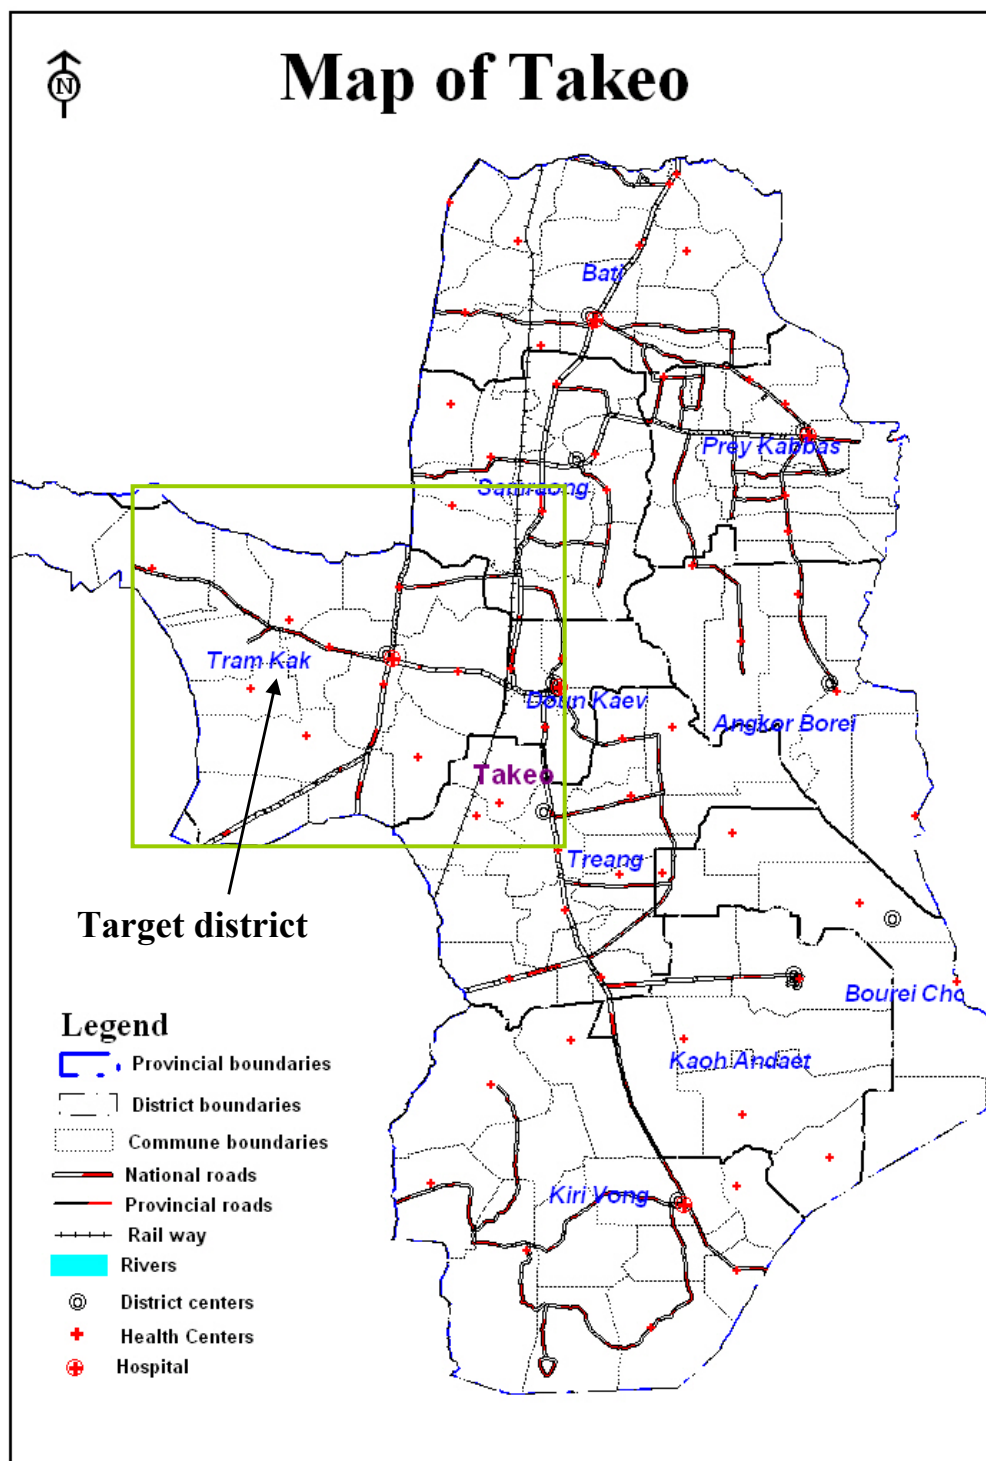 Map of Takeo
N
Bati
Prey Kabbas
Samraong
Tram Kak
Doun Kaev
Angkor Borei
Takeo
Treang
Target district
Bourei Cho
Kaoh Andaet
Kiri Vong
Legend
Provincial boundaries
District boundaries
Commune boundaries
National roads
Provincial roads
Rail way
Rivers
District centers
Health Centers
Hospital